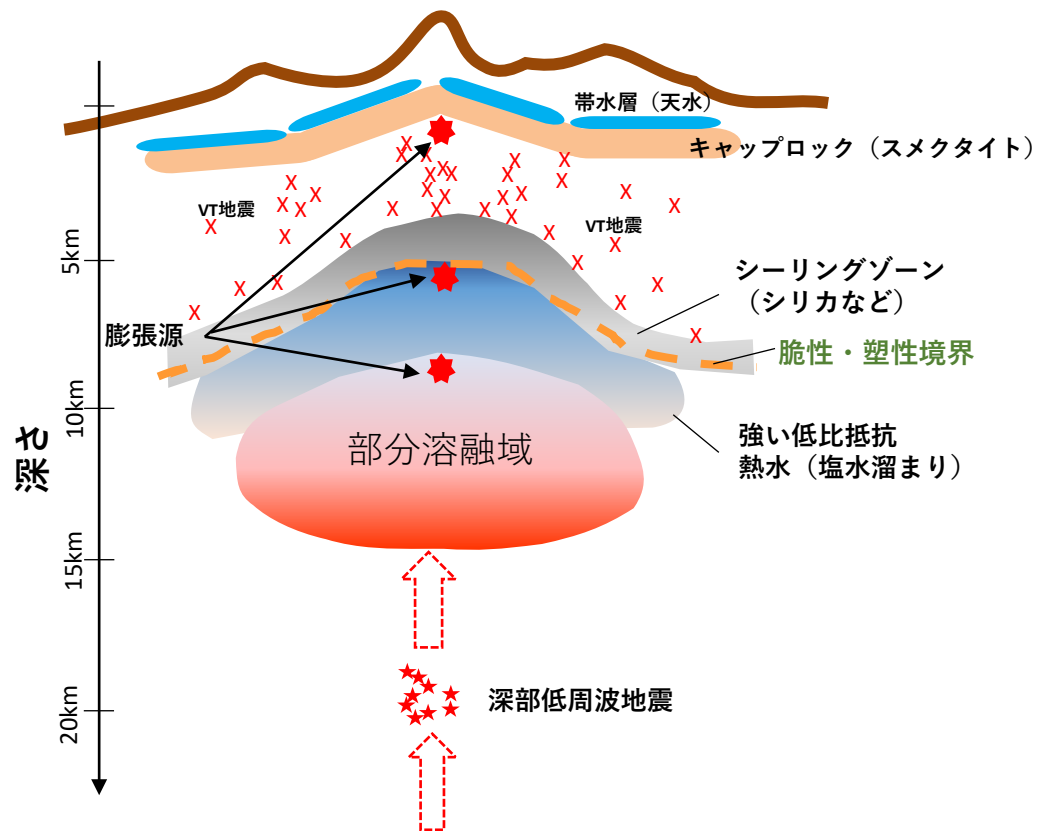 帯水層（天水）
キャップロック（スメクタイト）
VT地震
VT地震
5km
シーリングゾーン
（シリカなど）
膨張源
脆性・塑性境界
10km
深さ
部分溶融域
強い低比抵抗
熱水（塩水溜まり）
15km
深部低周波地震
20km